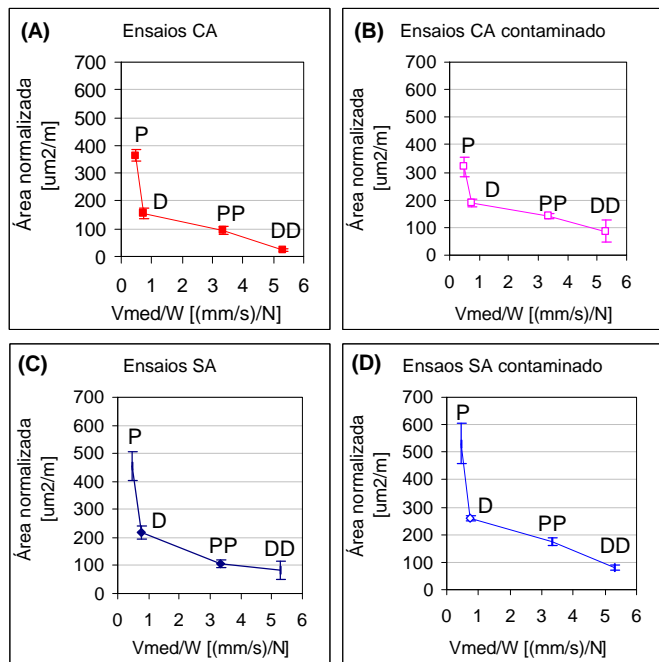 (A)
Ensaios CA
Área normalizada
[um2/m]
700
600
500
400
300
200
100
0
P
D
PP
DD
0 1 2 3 4 5 6
Vmed/W [(mm/s)/N]
(B)
Ensaios CA contaminado
Área normalizada
[um2/m]
700
600
500
400
300
200
100
0
P
D
PP
DD
0 1 2 3 4 5 6
Vmed/W [(mm/s)/N]
(C)
Ensaios SA
Área normalizada
[um2/m]
700
600
500
400
300
200
100
0
P
D
PP
DD
0 1 2 3 4 5 6
Vmed/W [(mm/s)/N]
(D)
Ensaos SA contaminado
Área normalizada
[um2/m]
700
600
500
400
300
200
100
0
P
D
PP
DD
0 1 2 3 4 5 6
Vmed/W [(mm/s)/N]